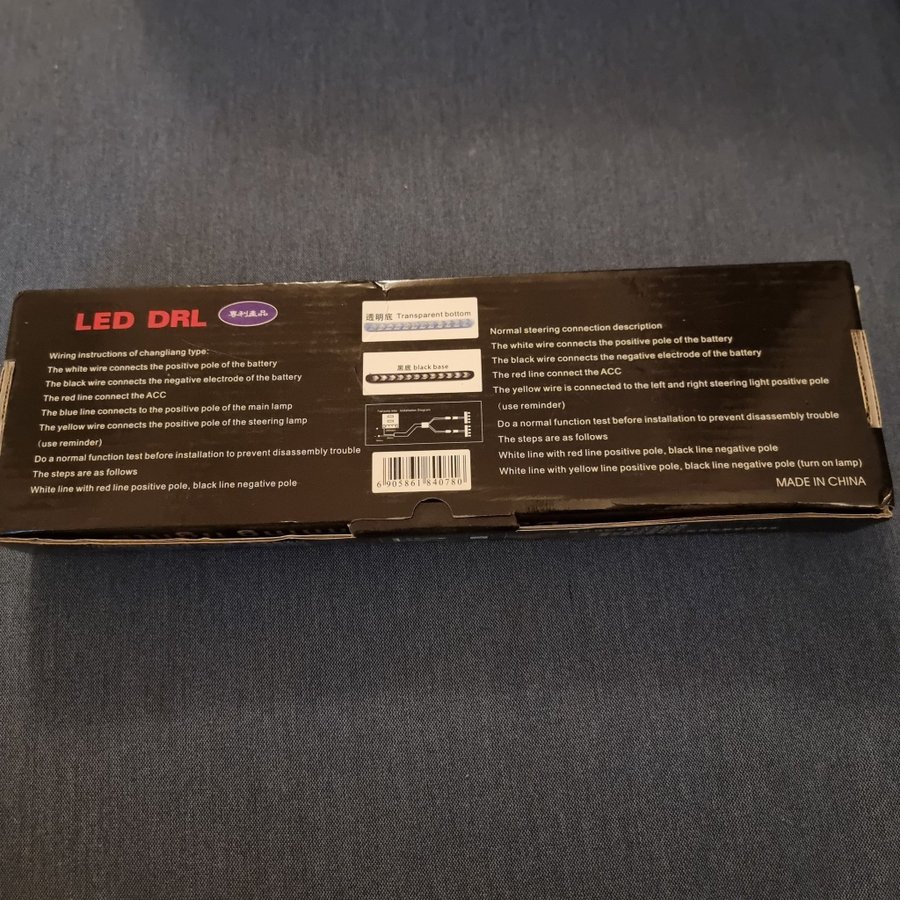 LED DRL
專利產品
Wiring instructions of changliang type:
The white wire connects the positive pole of the battery
The black wire connects the negative electrode of the battery
The red line connect the ACC
The blue line connects to the positive pole of the main lamp
The yellow wire connects the positive pole of the steering lamp
(use reminder)
Do a normal function test before installation to prevent disassembly trouble
The steps are as follows
White line with red line positive pole, black line negative pole
透明底 Transparent bottom
黑底 black base
Installation Diagram
6 905861 840780
Normal steering connection description
The white wire connects the positive pole of the battery
The black wire connects the negative electrode of the battery
The red line connect the ACC
The yellow wire is connected to the left and right steering light positive pole
(use reminder)
Do a normal function test before installation to prevent disassembly trouble
The steps are as follows
White line with red line positive pole, black line negative pole
White line with yellow line positive pole, black line negative pole (turn on lamp)
MADE IN CHINA